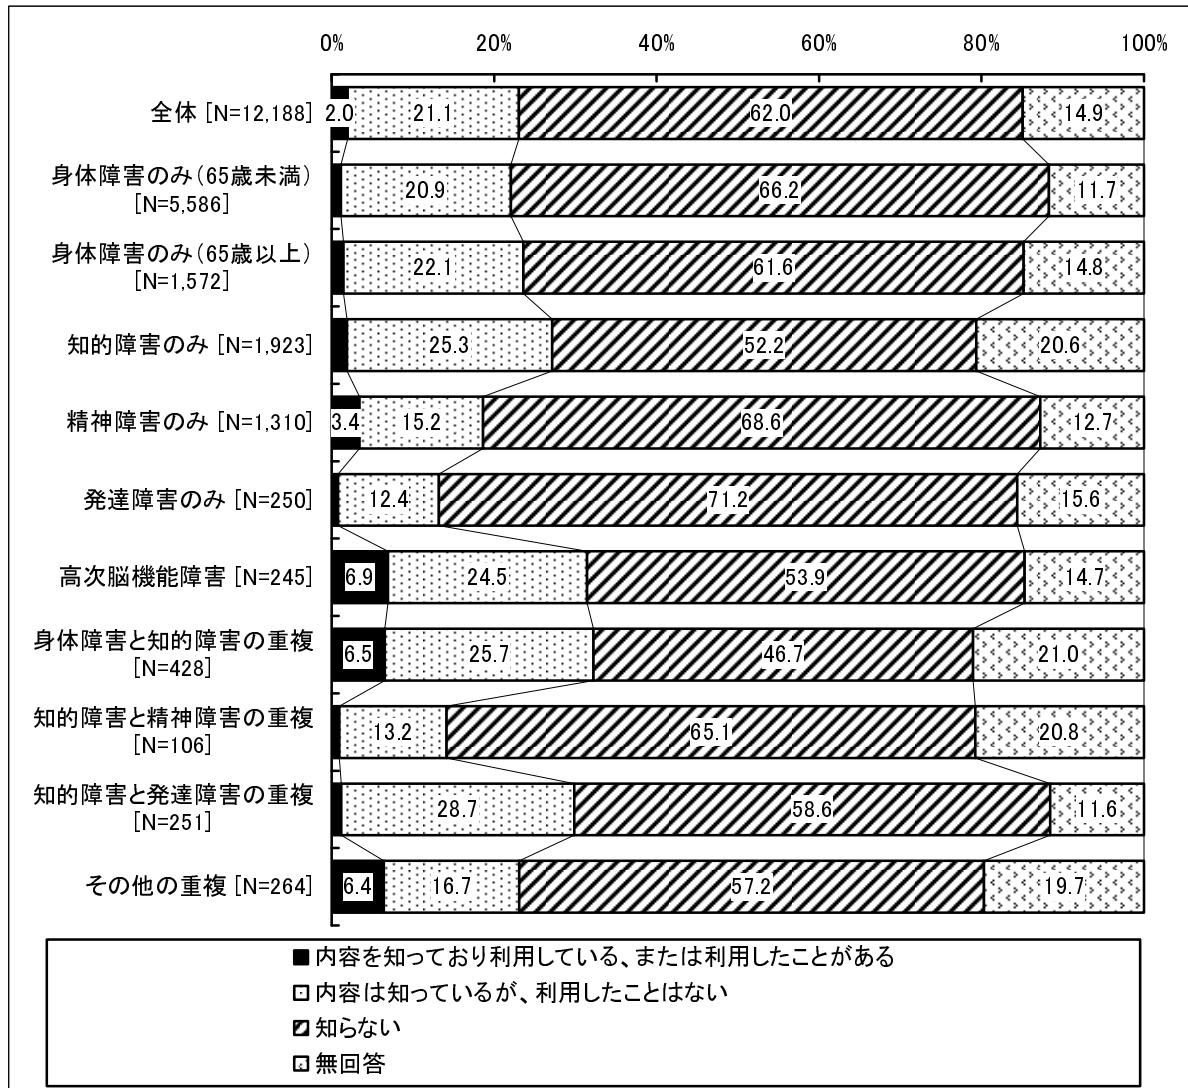 0% 20% 40% 60% 80% 100%
全体 [N=12,188] 2.0 21.1 62.0 14.9
身体障害のみ(65歳未満)
[N=5,586]
20.9 66.2 11.7
身体障害のみ(65歳以上)
[N=1,572]
22.1 61.6 14.8
知的障害のみ [N=1,923] 25.3 52.2 20.6
精神障害のみ [N=1,310] 3.4 15.2 68.6 12.7
発達障害のみ [N=250] 12.4 71.2 15.6
高次脳機能障害 [N=245] 6.9 24.5 53.9 14.7
身体障害と知的障害の重複
[N=428]
6.5 25.7 46.7 21.0
知的障害と精神障害の重複
[N=106]
13.2 65.1 20.8
知的障害と発達障害の重複
[N=251]
28.7 58.6 11.6
その他の重複 [N=264] 6.4 16.7 57.2 19.7
内容を知っており利用している、または利用したことがある
内容は知っているが、利用したことはない
知らない
無回答